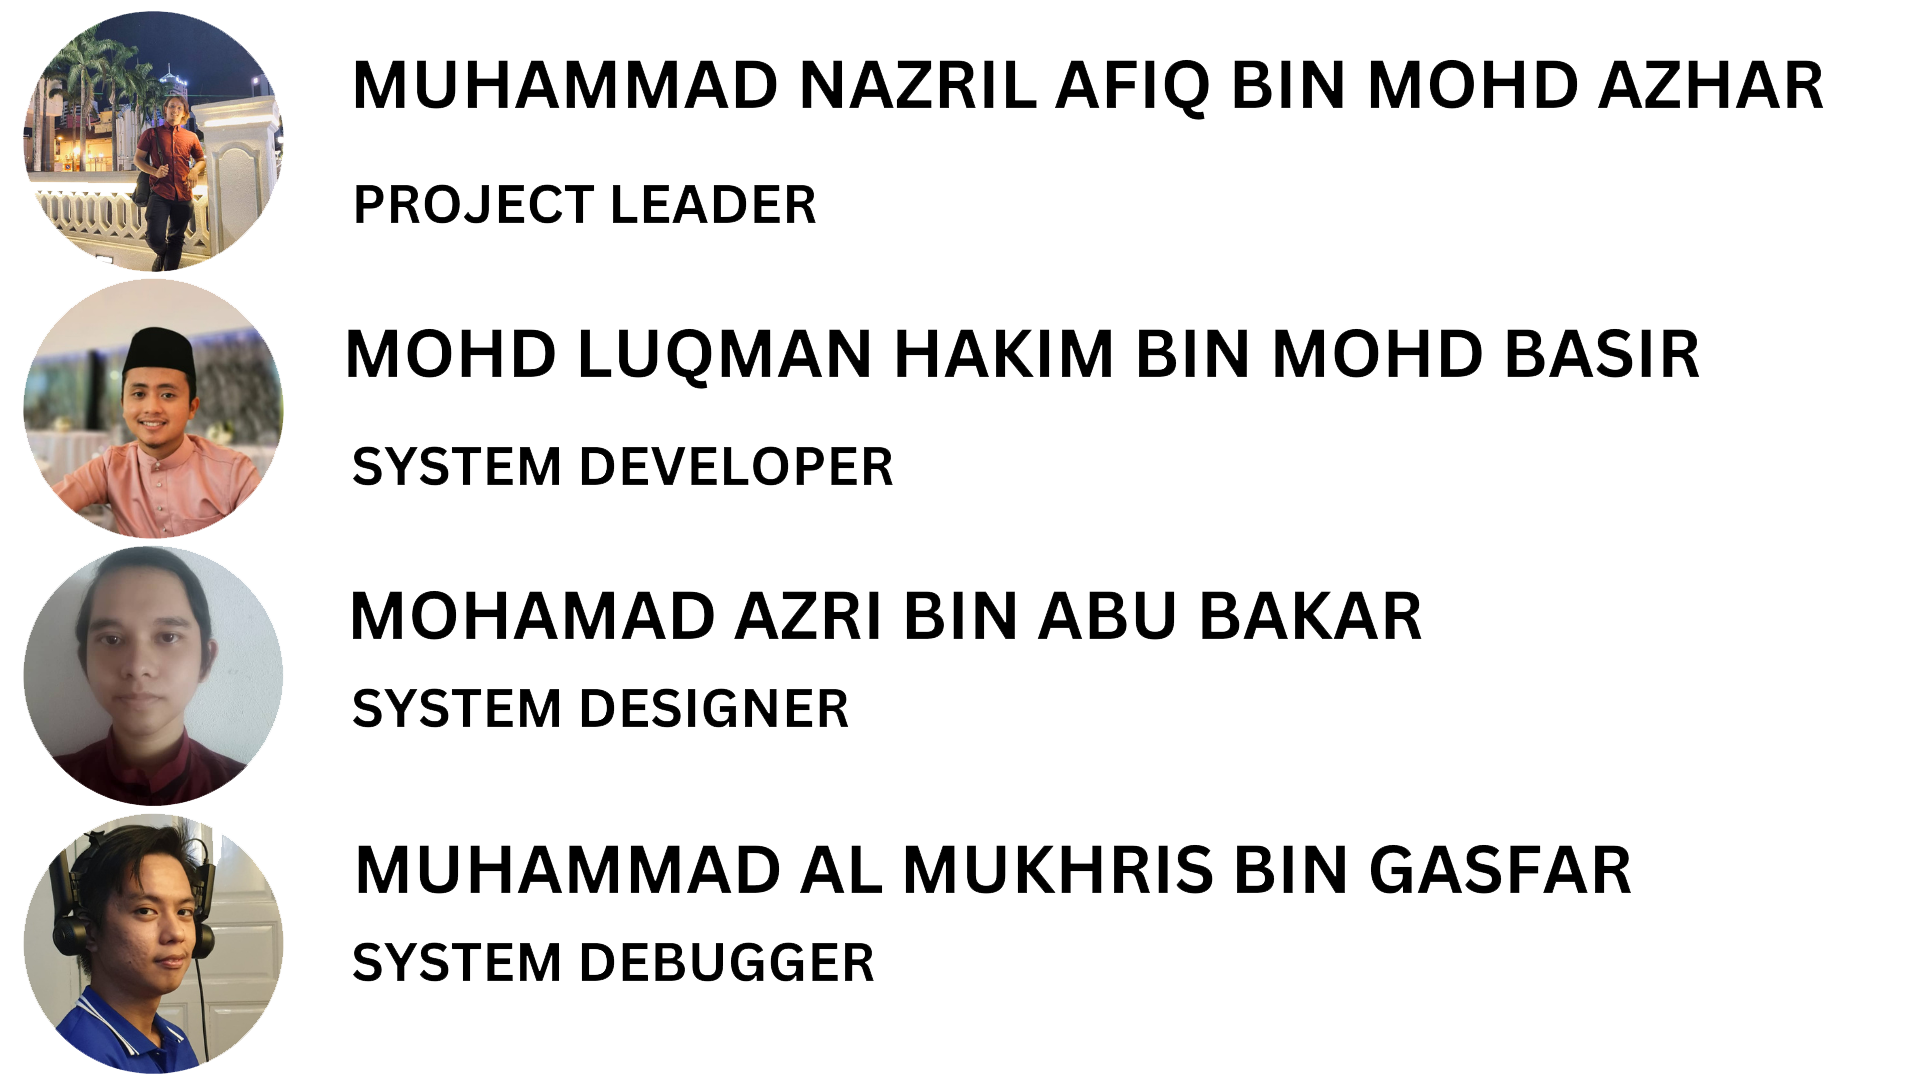 MUHAMMAD NAZRIL AFIQ BIN MOHD AZHAR
PROJECT LEADER
MOHD LUQMAN HAKIM BIN MOHD BASIR
SYSTEM DEVELOPER
MOHAMAD AZRI BIN ABU BAKAR
SYSTEM DESIGNER
MUHAMMAD AL MUKHRIS BIN GASFAR
SYSTEM DEBUGGER